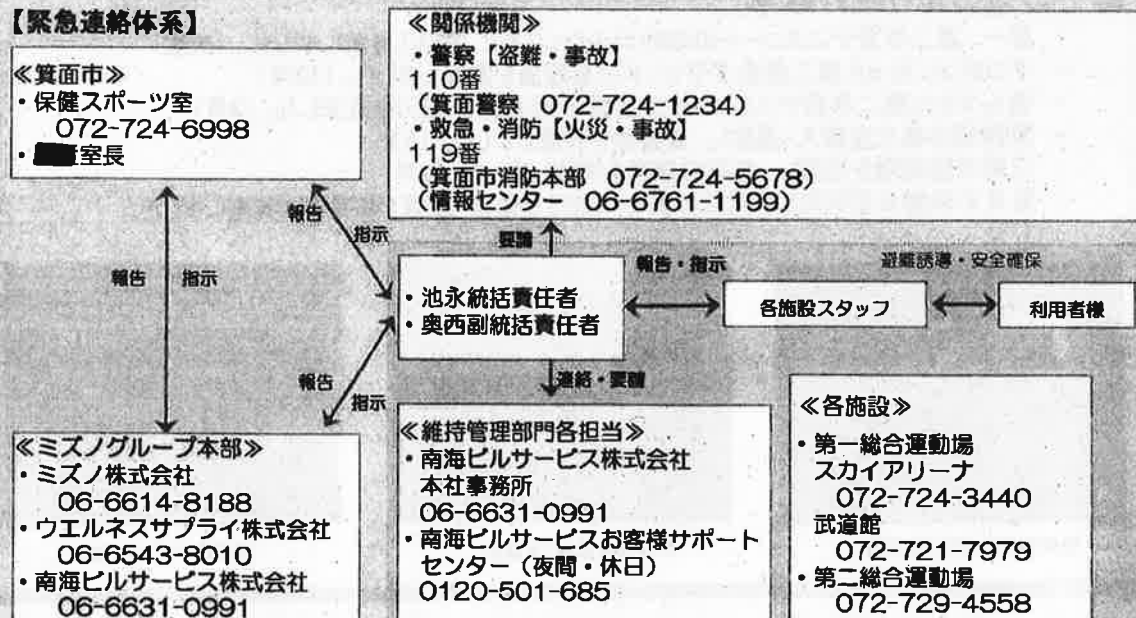 【緊急連絡体系】
≪箕面市≫
・保健スポーツ室
072-724-6998
・室長
≪関係機関≫
・警察【盗難・事故】
110番
(箕面警察 072-724-1234)
・救急・消防【火災・事故】
119番
(箕面市消防本部 072-724-5678)
(情報センター 06-6761-1199)
報告
指示
報告
指示
要請
報告・指示
避難誘導・安全確保
・池永統括責任者
・奥西副統括責任者
各施設スタッフ
利用者様
報告
指示
連絡・要請
≪ミズノグループ本部≫
・ミズノ株式会社
06-6614-8188
・ウエルネスサプライ株式会社
06-6543-8010
・南海ビルサービス株式会社
06-6631-0991
≪維持管理部門各担当≫
・南海ビルサービス株式会社
本社事務所
06-6631-0991
・南海ビルサービスお客様サポート
センター(夜間・休日)
0120-501-685
≪各施設≫
・第一総合運動場
スカイアリーナ
072-724-3440
武道館
072-721-7979
・第二総合運動場
072-729-4558